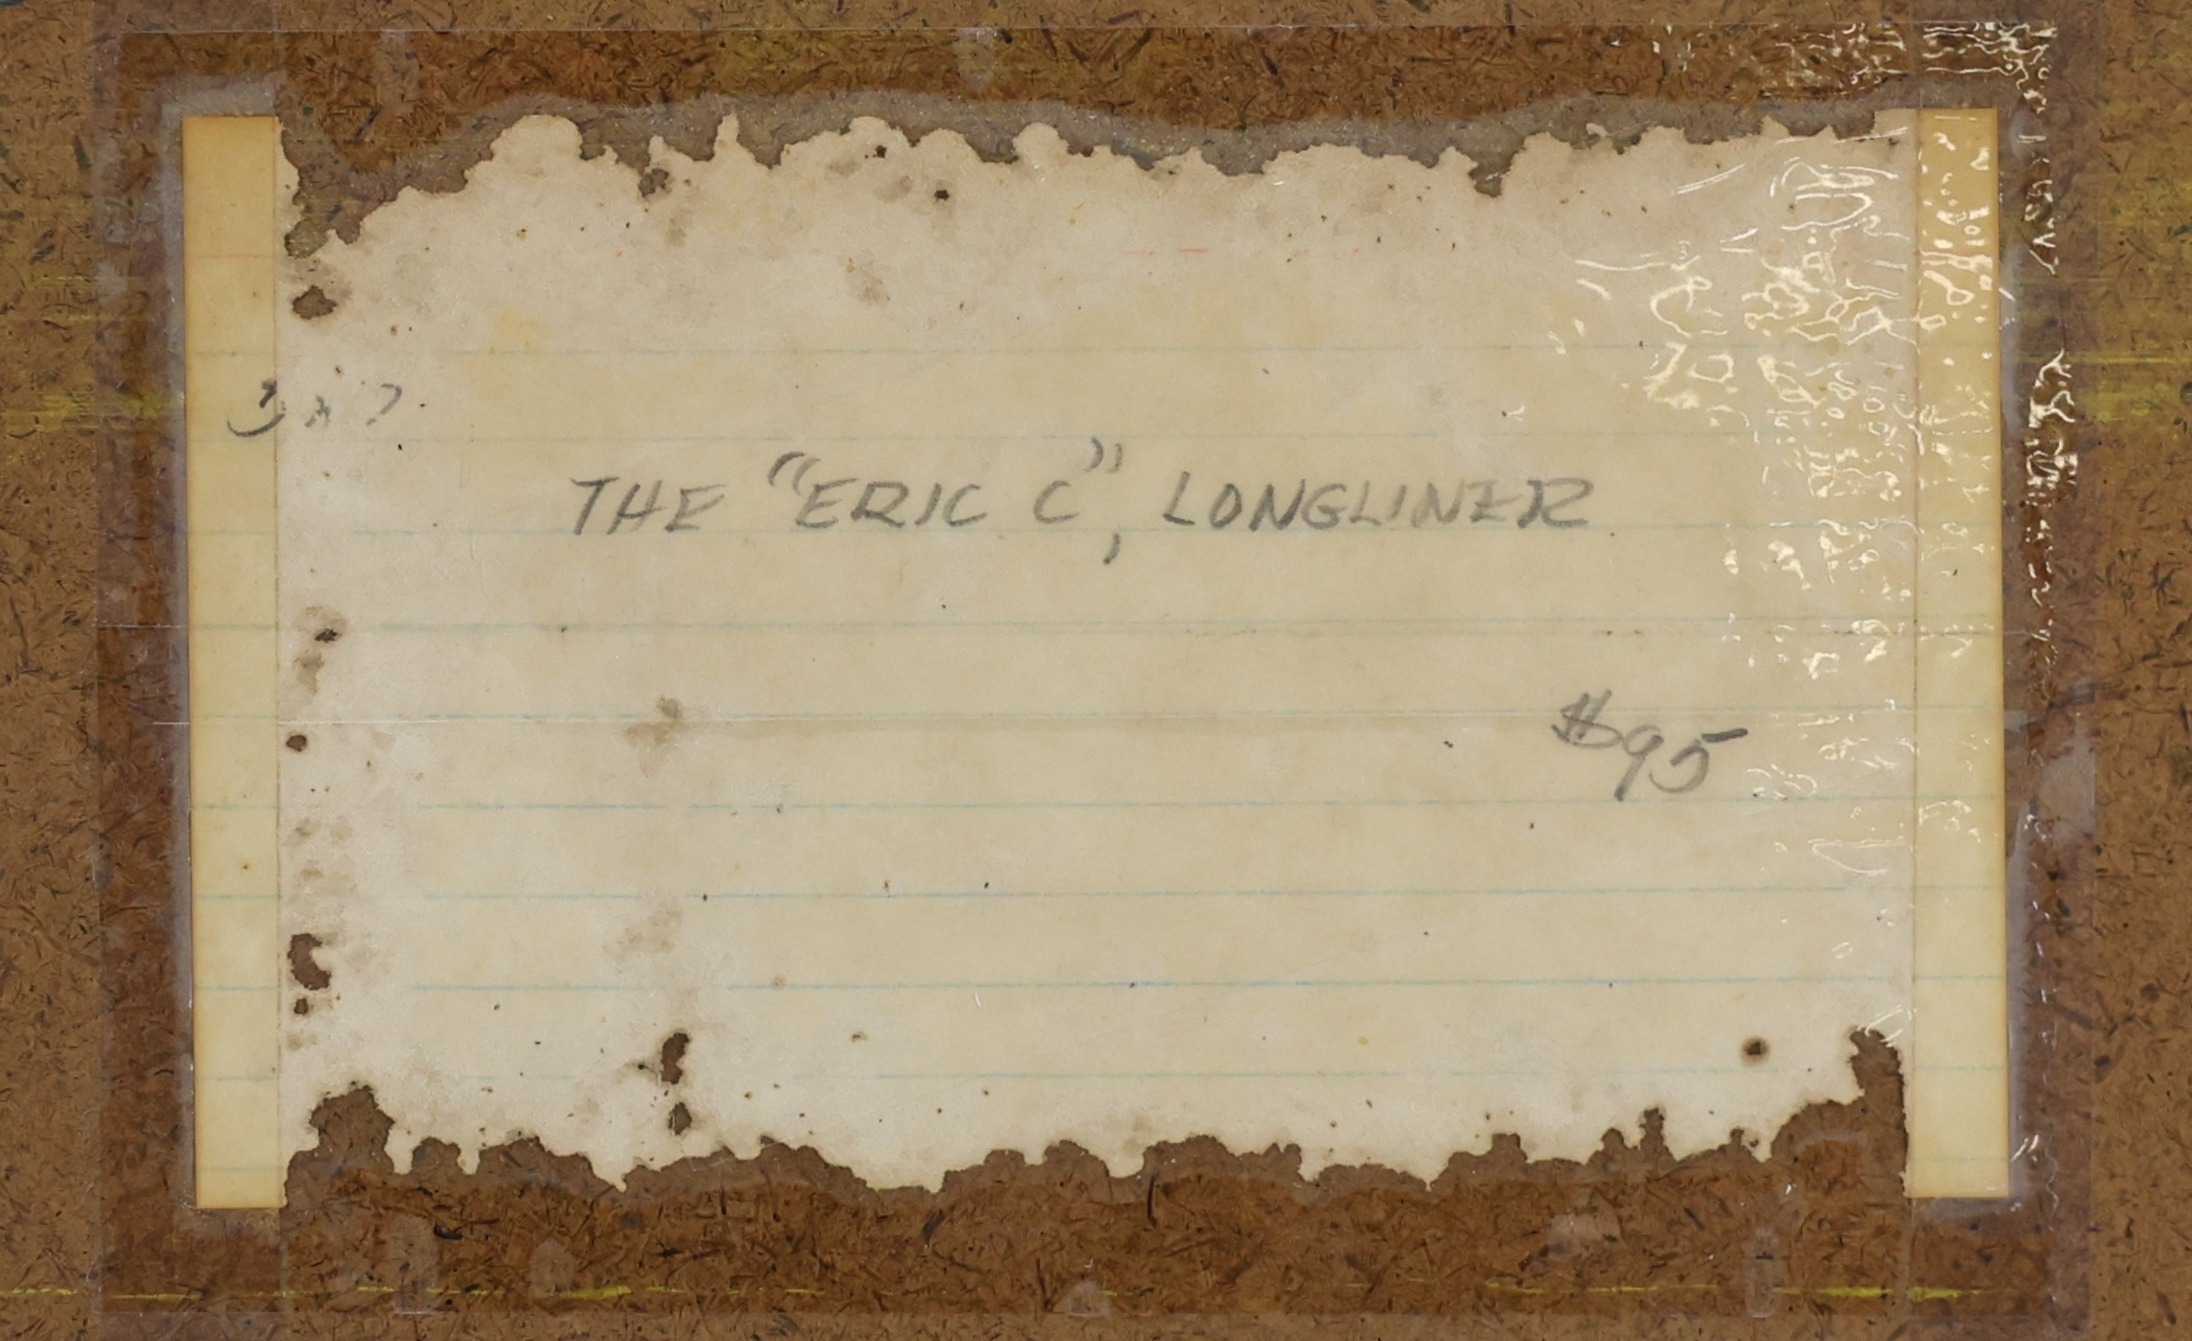 THE "ERIC C", LONGLINER
$95